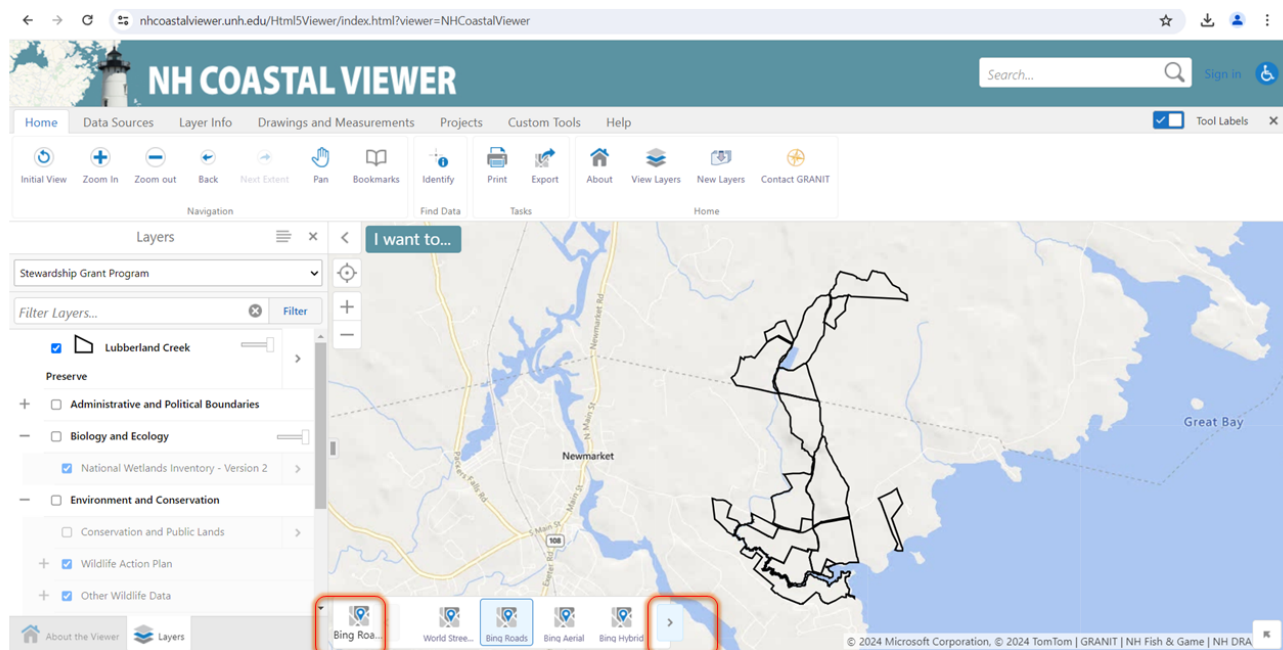 nhcoastalviewer.unh.edu/Html5Viewer/index.html?viewer=NHCoastalViewer
NH COASTAL VIEWER
Search...
Sign in
Home Data Sources Layer Info Drawings and Measurements Projects Custom Tools Help
Tool Labels
Initial View Zoom In Zoom out Back Next Extent Pan Bookmarks Identify Print Export About View Layers New Layers Contact GRANIT
Navigation Find Data Tasks Home
Layers
I want to...
Stewardship Grant Program
Filter Layers... Filter
Lubberland Creek
Preserve
Administrative and Political Boundaries
Biology and Ecology
National Wetlands Inventory - Version 2
Environment and Conservation
Conservation and Public Lands
Wildlife Action Plan
Other Wildlife Data
About the Viewer Layers
Newmarket Rd
N Main St
Great Bay
Newmarket
Packers Falls Rd
Main St
S Main St
108
Exeter Rd
Bing Roa... World Stree... Bing Roads Bing Aerial Bing Hybrid
© 2024 Microsoft Corporation, © 2024 TomTom | GRANIT | NH Fish & Game | NH DRA